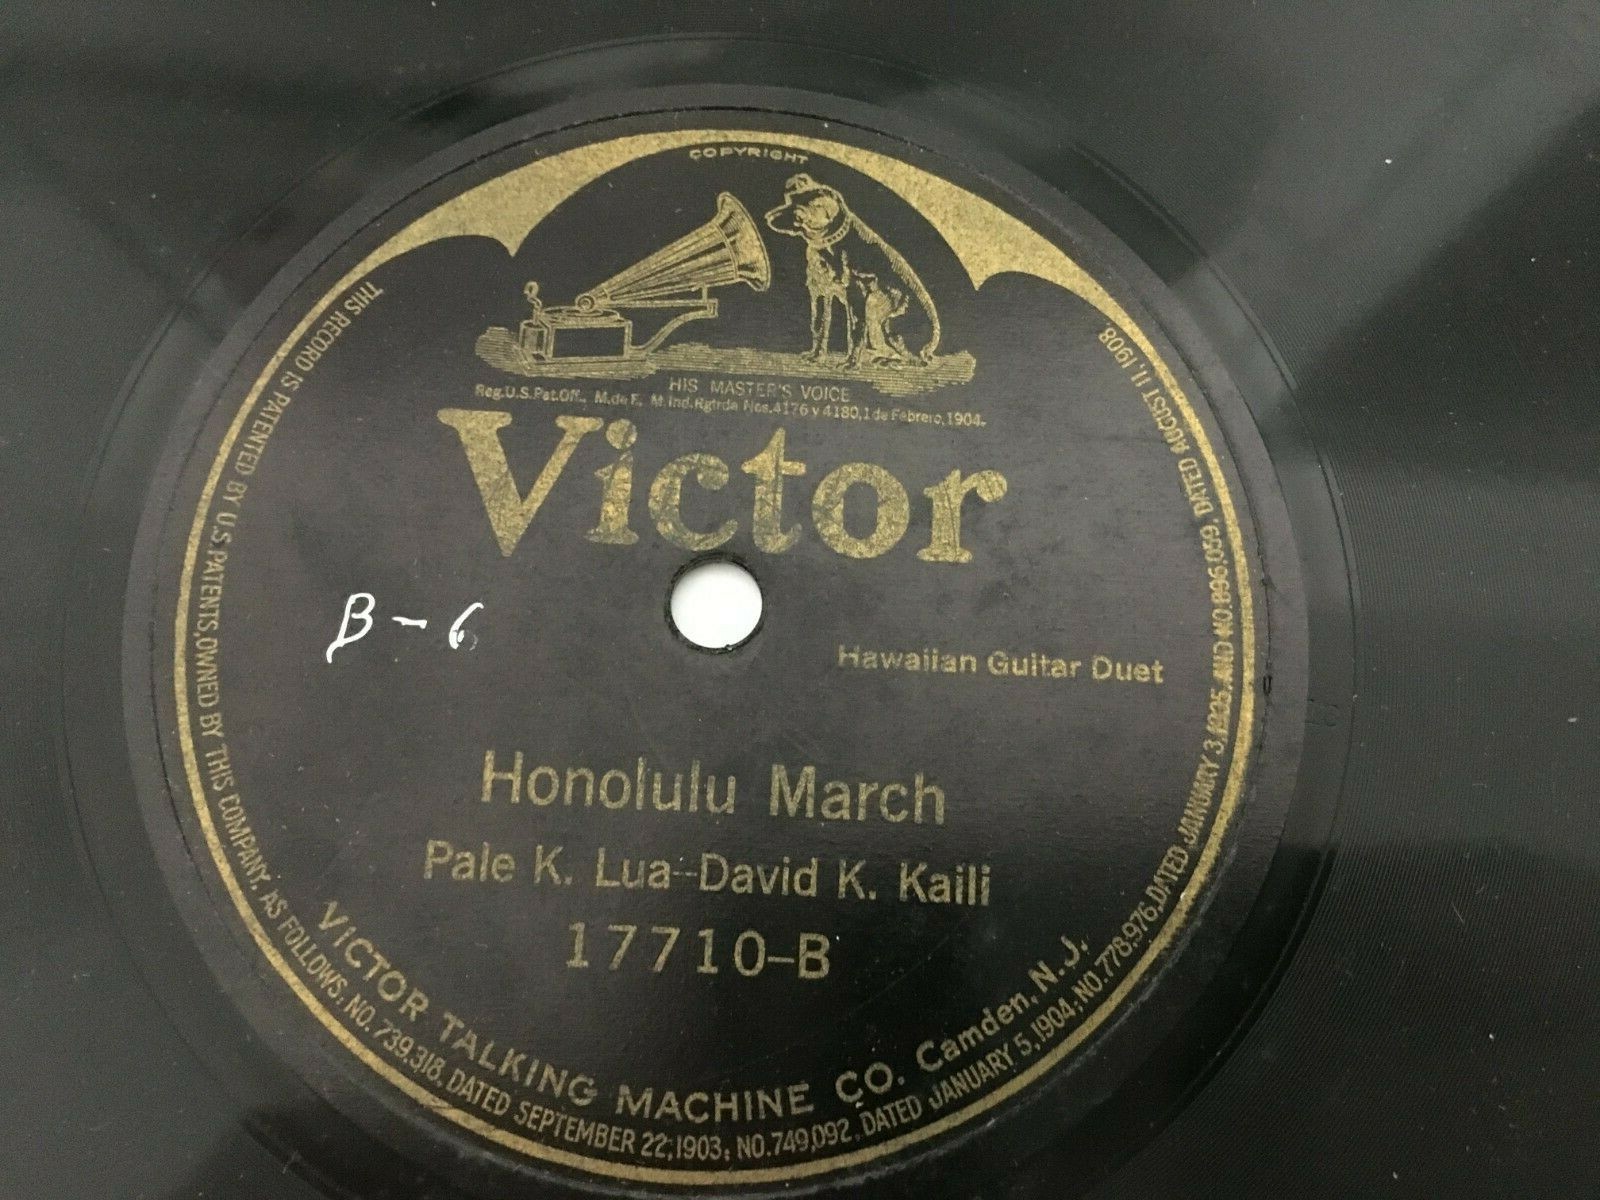 COPYRIGHT
HIS MASTER'S VOICE
Reg.U.S.Pat.Off., M.de F. M.Ind.Rgtrda Nos.4176 y 4180,1 de Febrero,1904.
Victor
B-6
Hawaiian Guitar Duet
Honolulu March
Pale K. Lua--David K. Kaili
17710-B
VICTOR TALKING MACHINE CO. Camden, N.J.
THIS RECORD IS PATENTED BY U.S.PATENTS,OWNED BY THIS COMPANY, AS FOLLOWS; NO. 739,318, DATED SEPTEMBER 22,1903; NO.749,092, DATED JANUARY 5,1904; NO.778,976,DATED JANUARY 3,1905, AND NO.896,059, DATED AUGUST 11,1908.